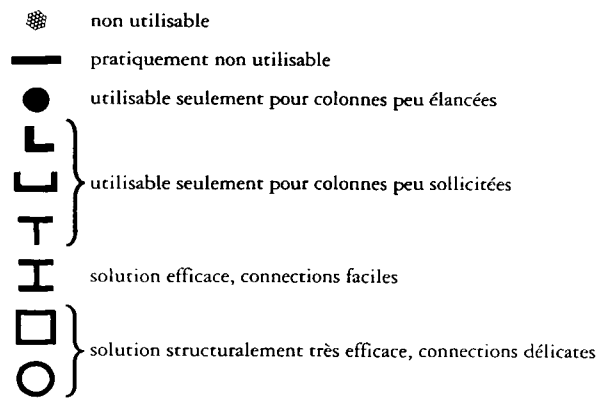 non utilisable
pratiquement non utilisable
utilisable seulement pour colonnes peu élancées
utilisable seulement pour colonnes peu sollicitées
solution efficace, connections faciles
solution structuralement très efficace, connections délicates